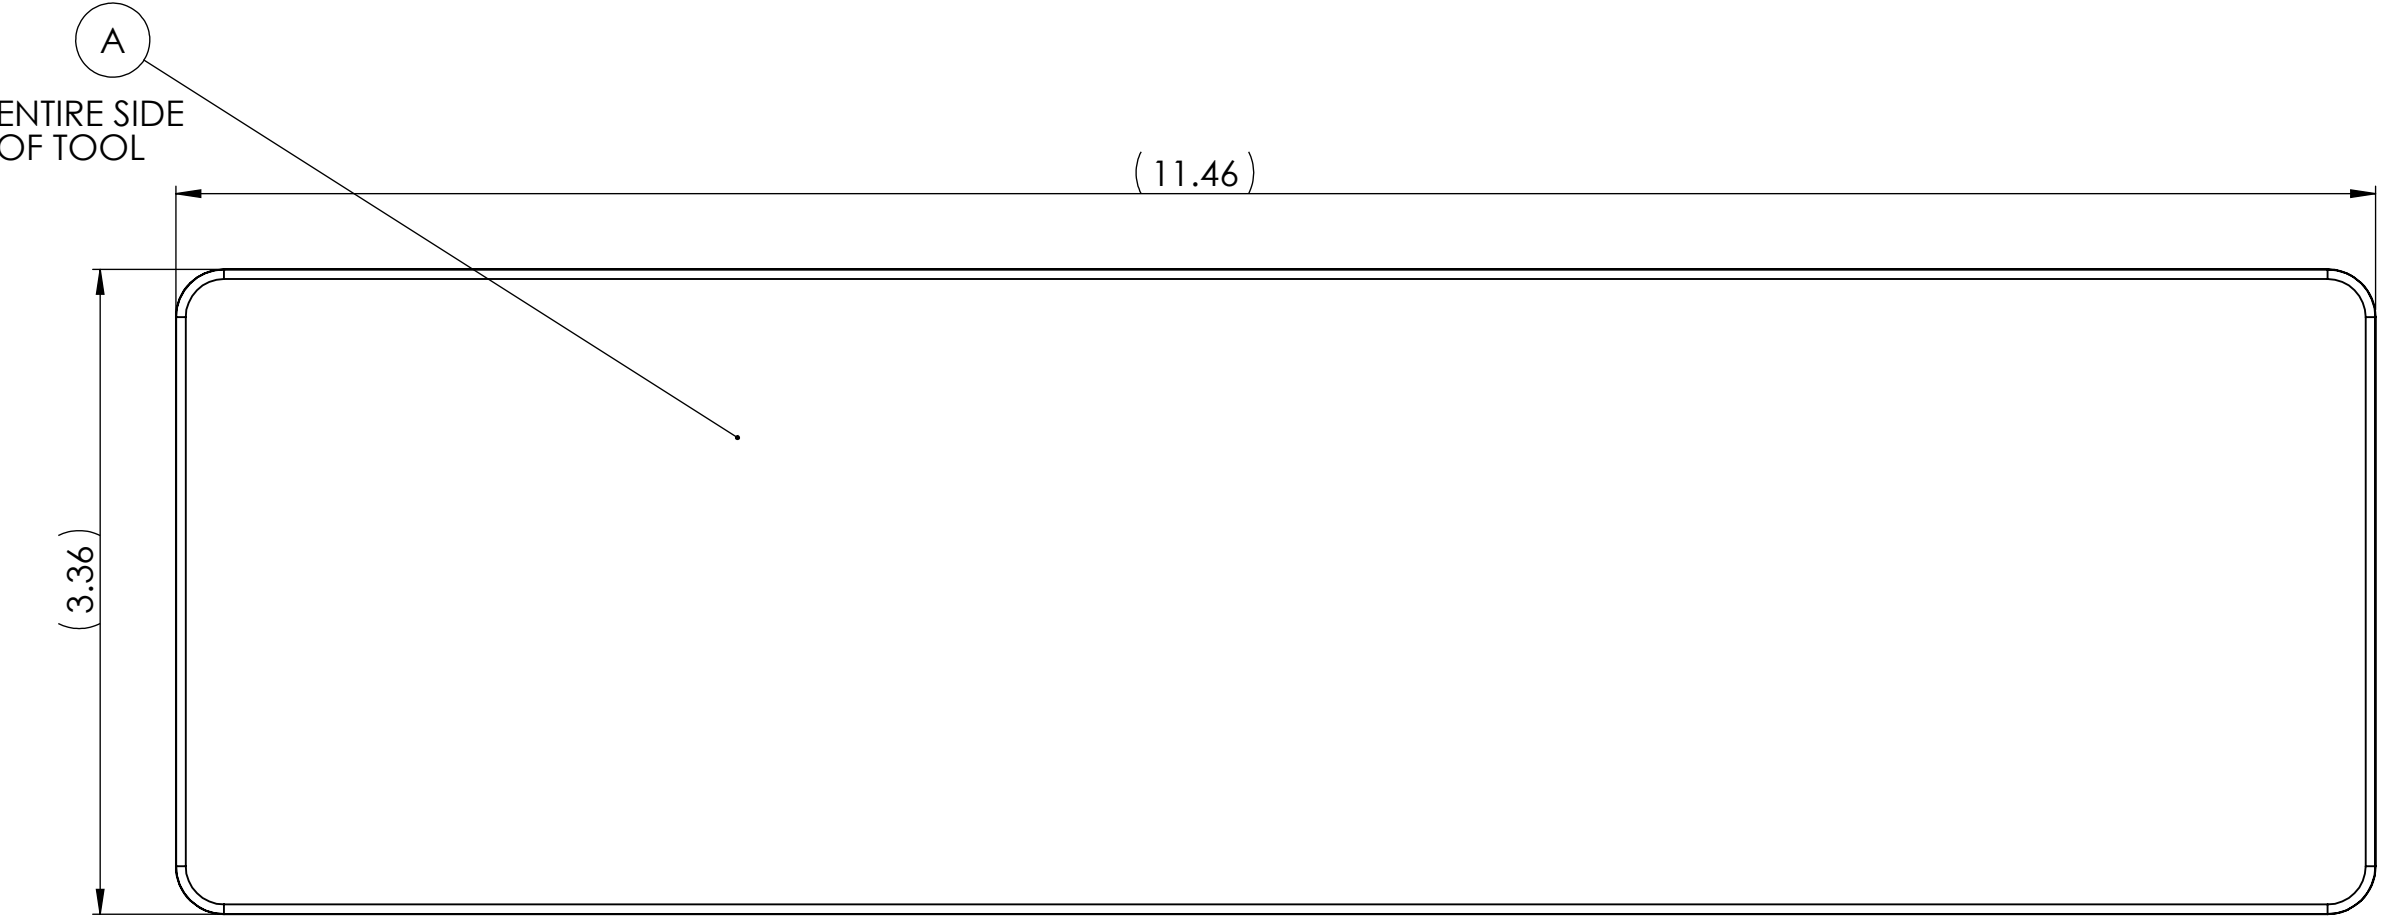 A
ENTIRE SIDE
OF TOOL
(11.46)
(3.36)